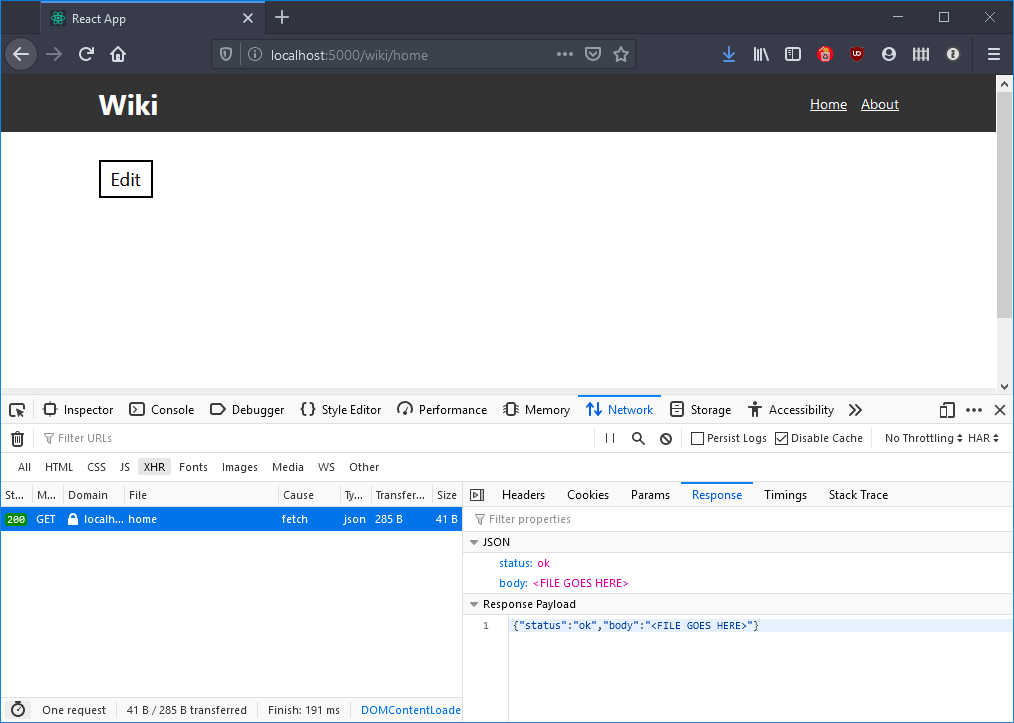 React App
localhost:5000/wiki/home
Wiki
Home About
Edit
Inspector Console Debugger Style Editor Performance Memory Network Storage Accessibility
Filter URLs
Persist Logs Disable Cache No Throttling HAR
All HTML CSS JS XHR Fonts Images Media WS Other
St... M... Domain File Cause Ty... Transfer... Size
200 GET localh... home fetch json 285 B 41 B
Headers Cookies Params Response Timings Stack Trace
Filter properties
JSON
status: ok
body: <FILE GOES HERE>
Response Payload
1 {"status":"ok","body":"<FILE GOES HERE>"}
One request 41 B / 285 B transferred Finish: 191 ms DOMContentLoade